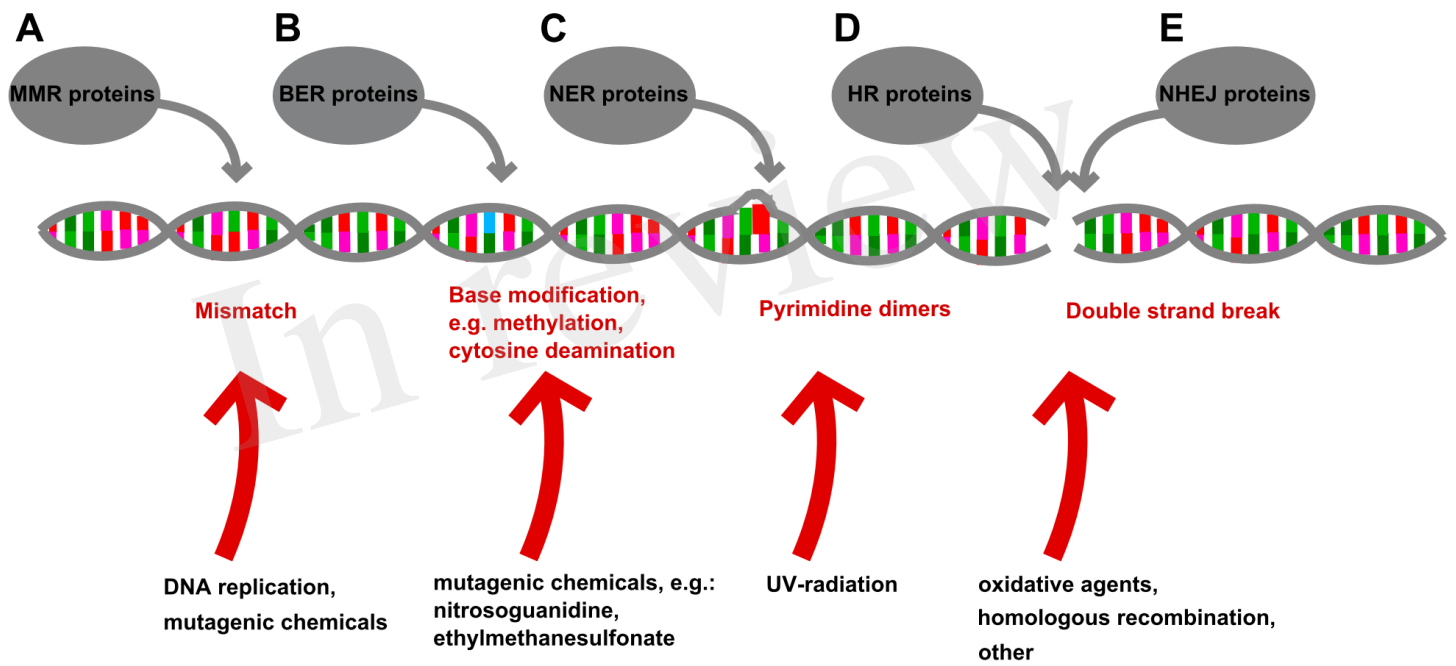 A
B
C
D
E
MMR proteins
BER proteins
NER proteins
HR proteins
NHEJ proteins
Mismatch
Base modification,
e.g. methylation,
cytosine deamination
Pyrimidine dimers
Double strand break
In review
DNA replication,
mutagenic chemicals
mutagenic chemicals, e.g.:
nitrosoguanidine,
ethylmethanesulfonate
UV-radiation
oxidative agents,
homologous recombination,
other